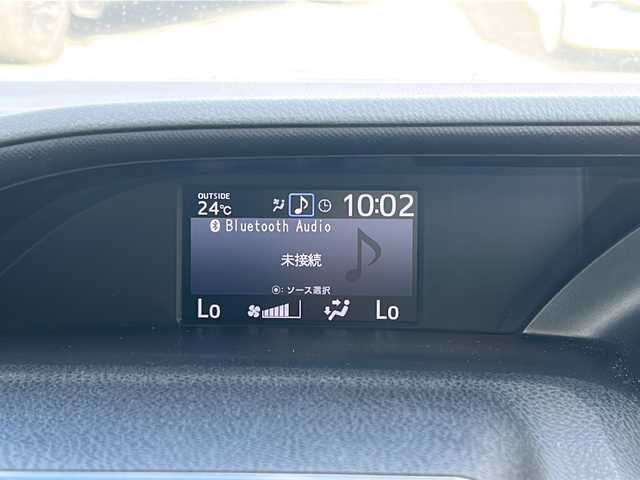 OUTSIDE
24℃ 10:02
Bluetooth Audio
未接続
⦿: ソース選択
Lo Lo